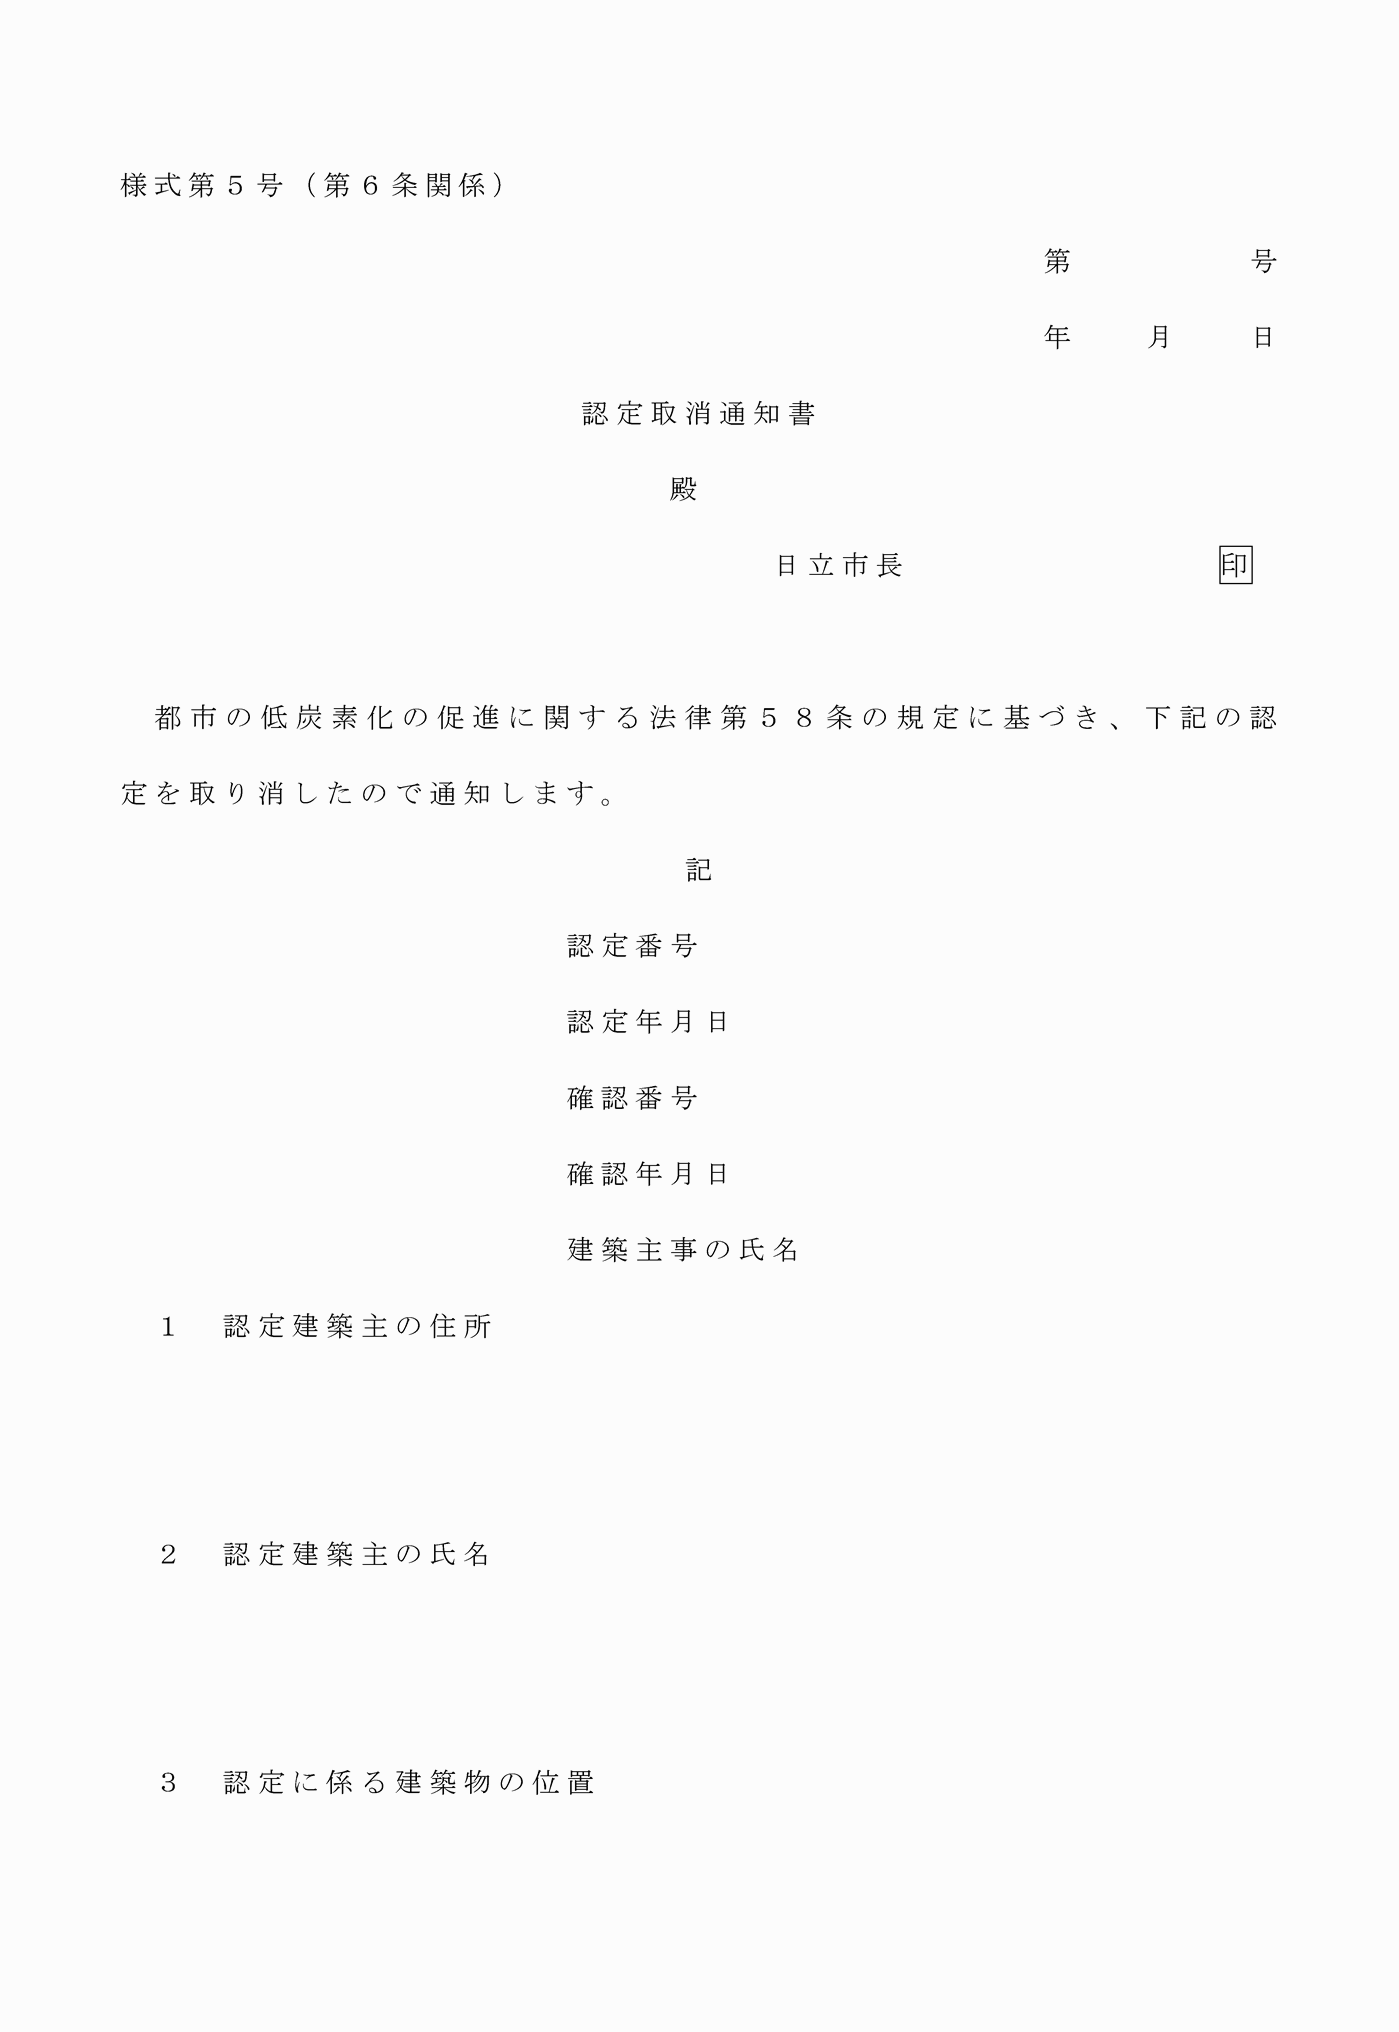 様式第５号（第６条関係）
第　　　　　号
年　　月　　日
認定取消通知書
殿
日立市長　　　　　　　　　印
　都市の低炭素化の促進に関する法律第５８条の規定に基づき、下記の認
定を取り消したので通知します。
記
認定番号
認定年月日
確認番号
確認年月日
建築主事の氏名
１　認定建築主の住所
２　認定建築主の氏名
３　認定に係る建築物の位置